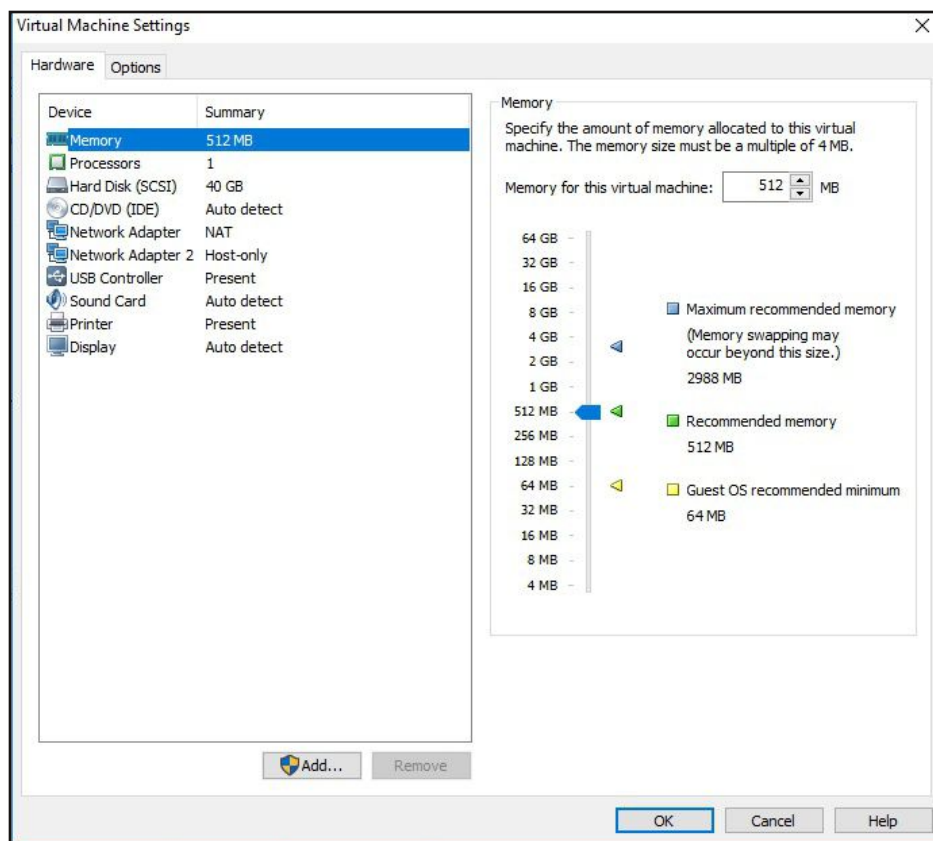 Virtual Machine Settings
Hardware Options
Device Summary
Memory 512 MB
Processors 1
Hard Disk (SCSI) 40 GB
CD/DVD (IDE) Auto detect
Network Adapter NAT
Network Adapter 2 Host-only
USB Controller Present
Sound Card Auto detect
Printer Present
Display Auto detect
Add... Remove
Memory
Specify the amount of memory allocated to this virtual
machine. The memory size must be a multiple of 4 MB.
Memory for this virtual machine: 512 MB
64 GB
32 GB
16 GB
8 GB
4 GB
2 GB
1 GB
512 MB
256 MB
128 MB
64 MB
32 MB
16 MB
8 MB
4 MB
Maximum recommended memory
(Memory swapping may
occur beyond this size.)
2988 MB
Recommended memory
512 MB
Guest OS recommended minimum
64 MB
OK Cancel Help